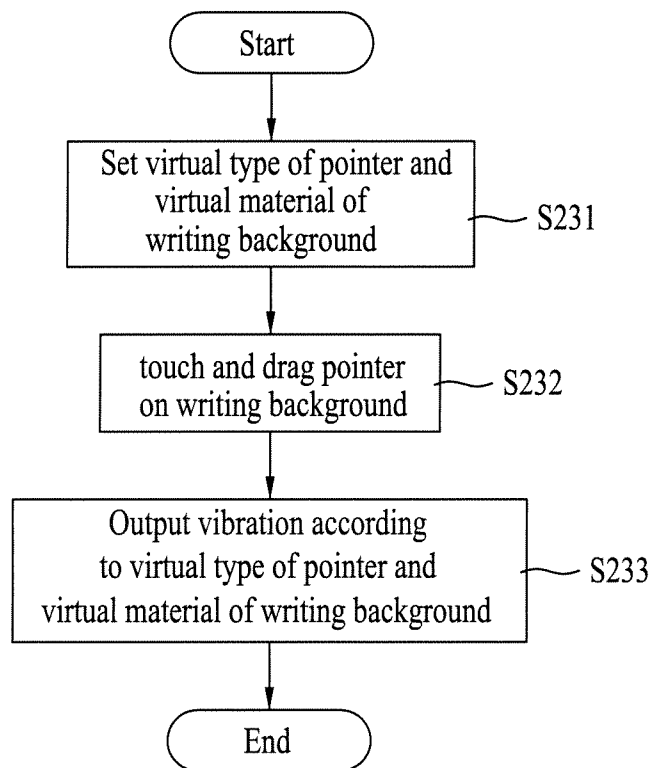 Start
Set virtual type of pointer and
virtual material of
writing background
S231
touch and drag pointer
on writing background
S232
Output vibration according
to virtual type of pointer and
virtual material of writing background
S233
End